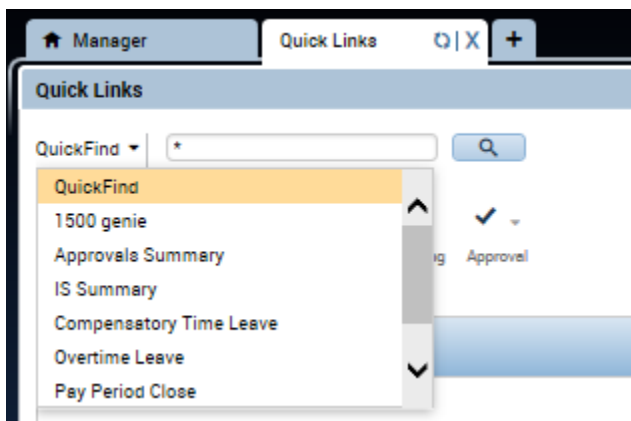 Manager
Quick Links
X
+
Quick Links
QuickFind
*
QuickFind
1500 genie
Approvals Summary
Approval
IS Summary
Compensatory Time Leave
Overtime Leave
Pay Period Close